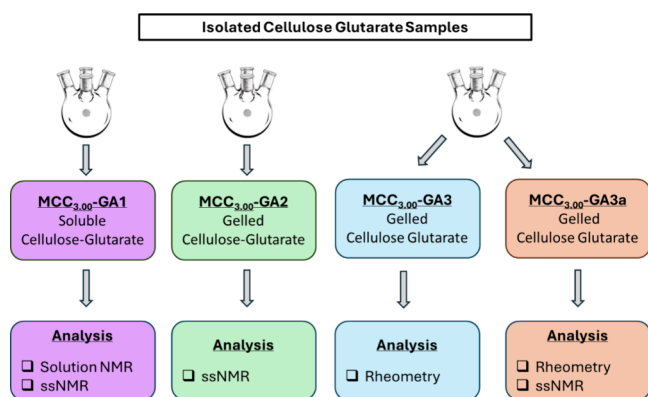 Isolated Cellulose Glutarate Samples
MCC3.00-GA1
Soluble
Cellulose-Glutarate
MCC3.00-GA2
Gelled
Cellulose-Glutarate
MCC3.00-GA3
Gelled
Cellulose Glutarate
MCC3.00-GA3a
Gelled
Cellulose Glutarate
Analysis
❑ Solution NMR
❑ ssNMR
Analysis
❑ ssNMR
Analysis
❑ Rheometry
Analysis
❑ Rheometry
❑ ssNMR